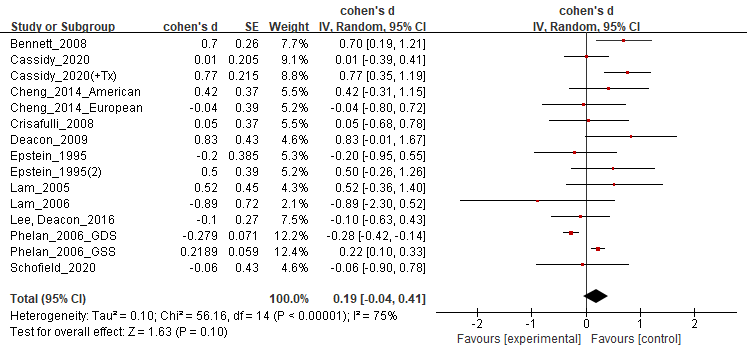 cohen's d cohen's d
Study or Subgroup cohen's d SE Weight IV, Random, 95% CI IV, Random, 95% CI
Bennett_2008 0.7 0.26 7.7% 0.70 [0.19, 1.21]
Cassidy_2020 0.01 0.205 9.1% 0.01 [-0.39, 0.41]
Cassidy_2020(+Tx) 0.77 0.215 8.8% 0.77 [0.35, 1.19]
Cheng_2014_American 0.42 0.37 5.4% 0.42 [-0.31, 1.15]
Cheng_2014_European -0.04 0.39 5.1% -0.04 [-0.80, 0.72]
Crisafulli_2008 0.05 0.37 5.4% 0.05 [-0.68, 0.78]
Deacon_2009 0.83 0.43 4.6% 0.83 [-0.01, 1.67]
Epstein_1995 -0.2 0.385 5.2% -0.20 [-0.95, 0.55]
Epstein_1995(2) 0.5 0.39 5.1% 0.50 [-0.26, 1.26]
Lam_2005 0.52 0.45 4.3% 0.52 [-0.36, 1.40]
Lam_2006 -0.89 0.72 2.2% -0.89 [-2.30, 0.52]
Lee, Deacon_2016 -0.1 0.27 7.5% -0.10 [-0.63, 0.43]
Phelan_2006_GDS -0.279 0.071 12.2% -0.28 [-0.42, -0.14]
Phelan_2006_GSS 0.2189 0.059 12.4% 0.22 [0.10, 0.33]
Schofield_2020 -0.06 0.43 4.6% -0.06 [-0.90, 0.78]
Total (95% CI) 100.0% 0.19 [-0.04, 0.41]
Heterogeneity: Tau² = 0.10; Chi² = 56.16, df = 14 (P < 0.00001); I² = 75%
Test for overall effect: Z = 1.63 (P = 0.10)
-2 -1 0 1 2
Favours [experimental] Favours [control]